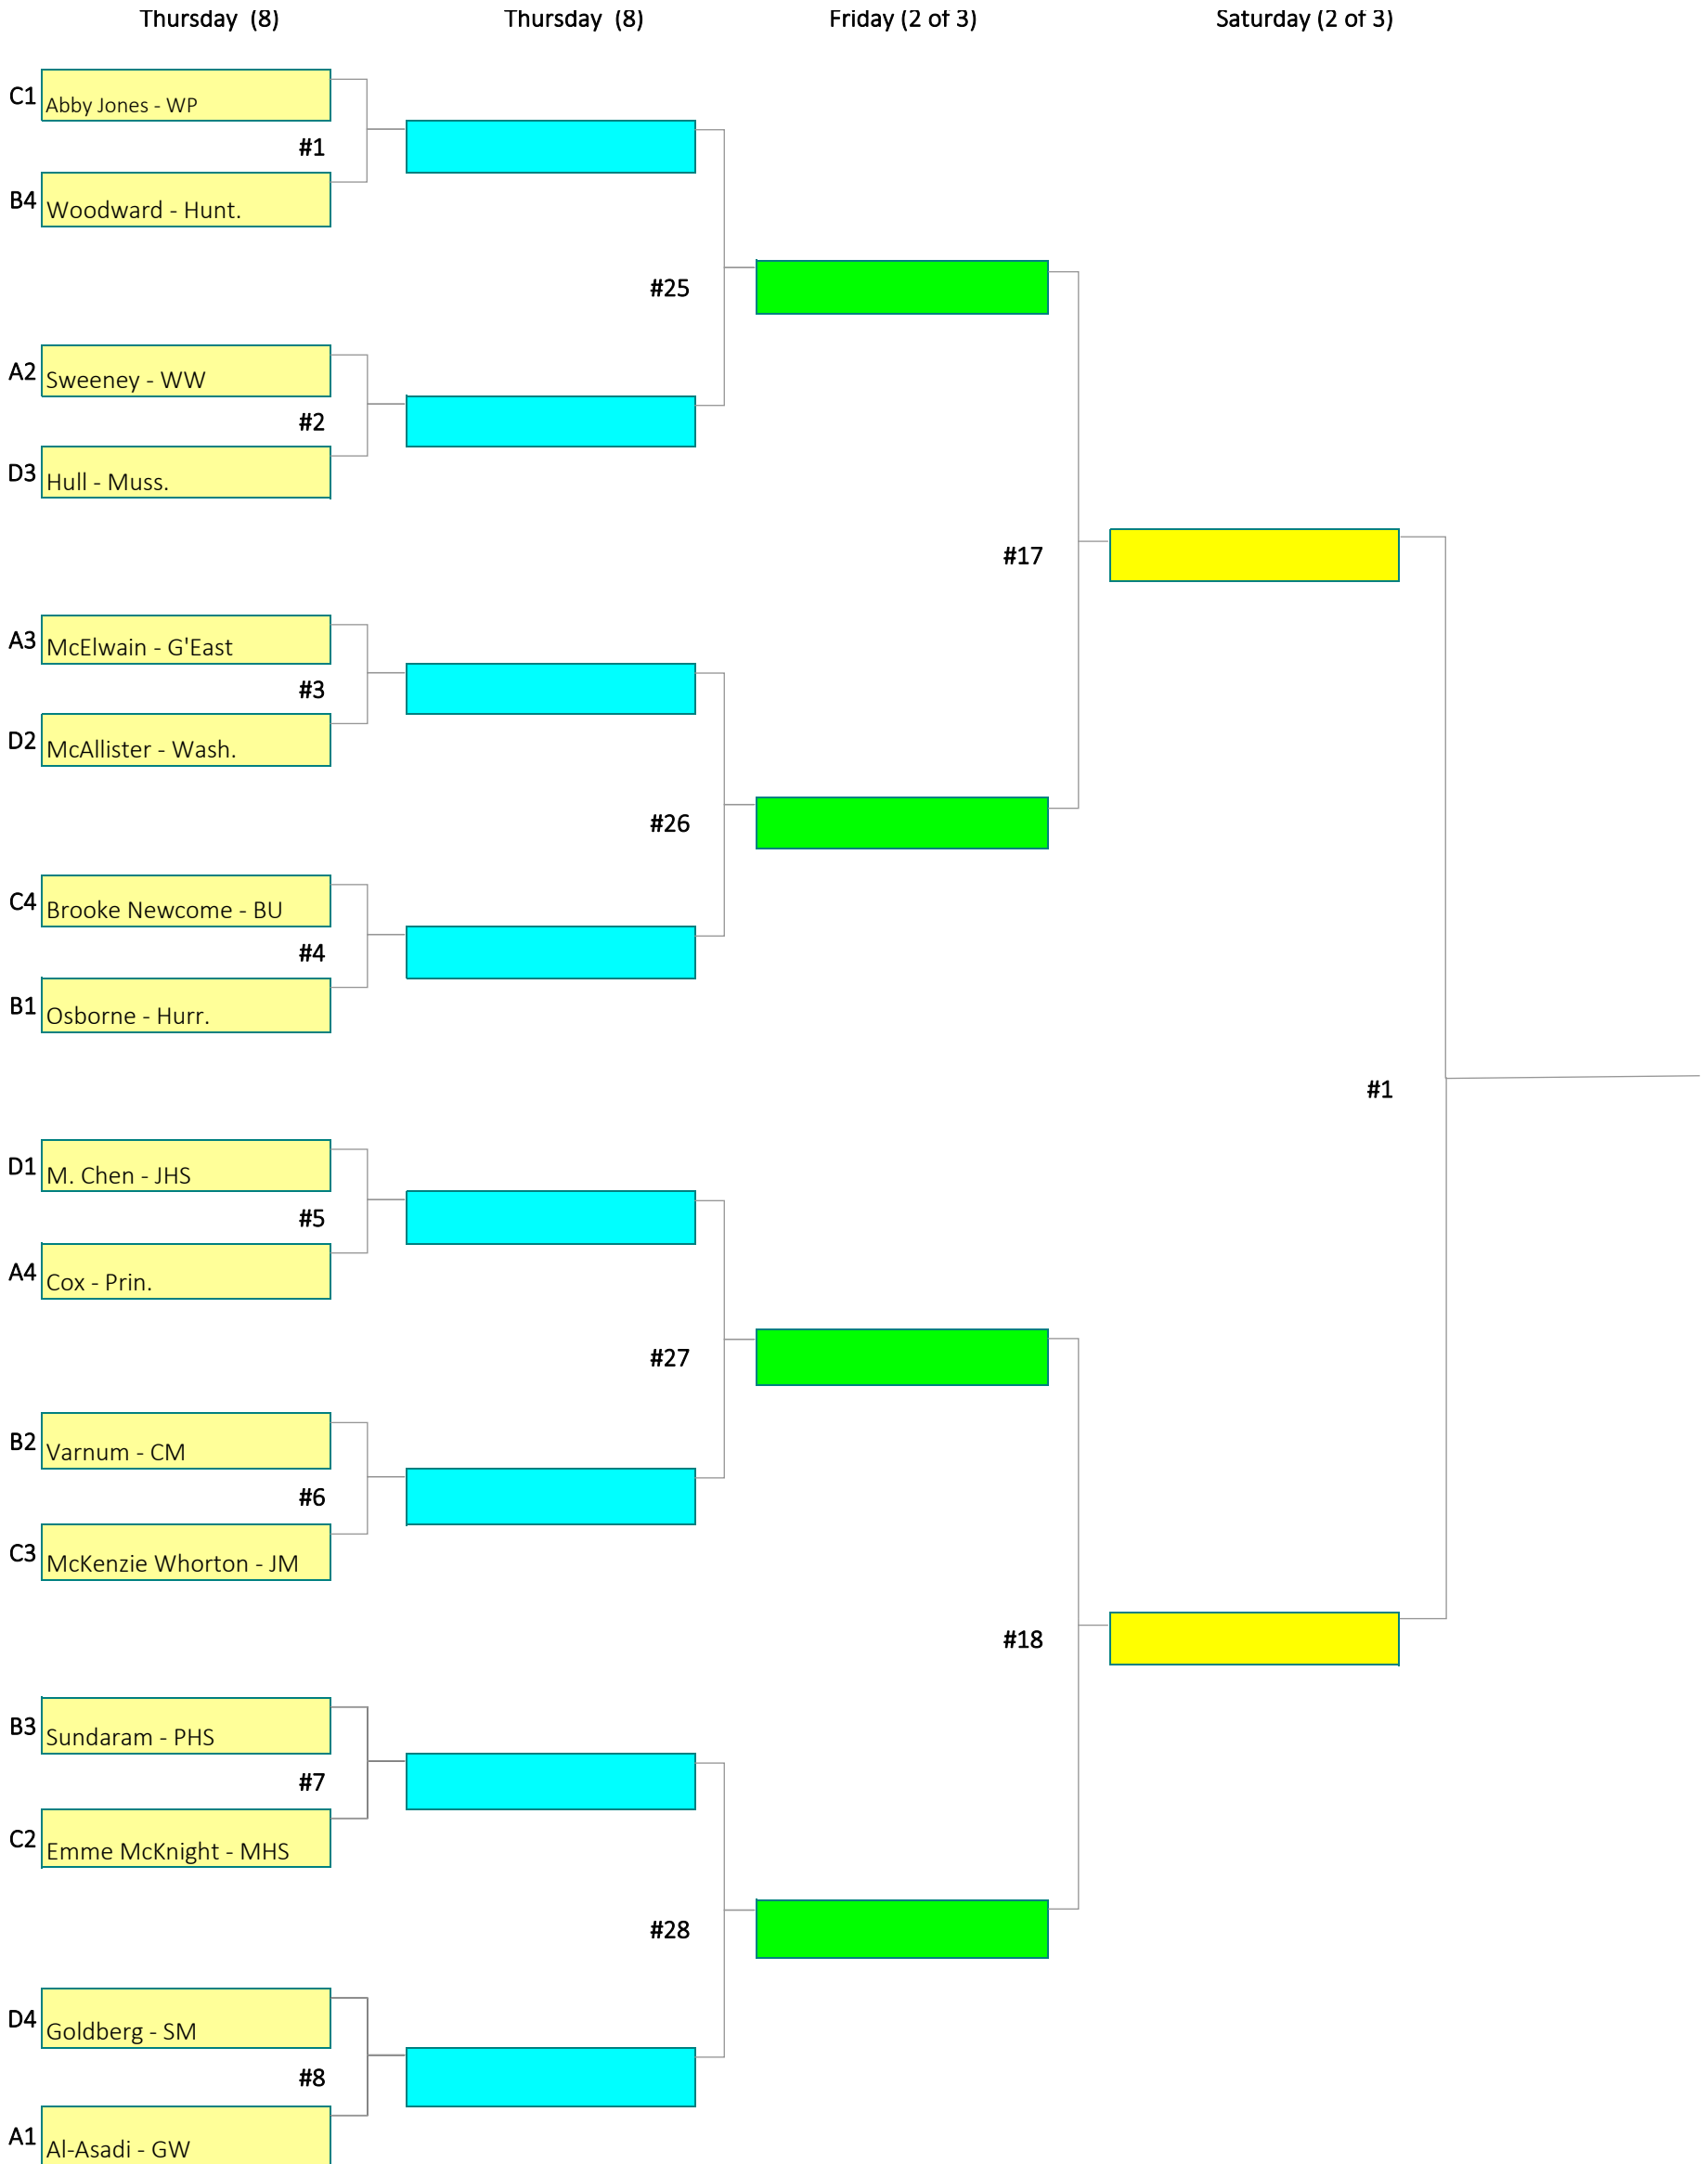 Thursday  (8)
Thursday  (8)
Friday (2 of 3)
Saturday (2 of 3)
C1
Abby Jones - WP
#1
B4
Woodward - Hunt.
#25
A2
Sweeney - WW
#2
D3
Hull - Muss.
#17
A3
McElwain - G'East
#3
D2
McAllister - Wash.
#26
C4
Brooke Newcome - BU
#4
B1
Osborne - Hurr.
#1
D1
M. Chen - JHS
#5
A4
Cox - Prin.
#27
B2
Varnum - CM
#6
C3
McKenzie Whorton - JM
#18
B3
Sundaram - PHS
#7
C2
Emme McKnight - MHS
#28
D4
Goldberg - SM
#8
A1
Al-Asadi - GW